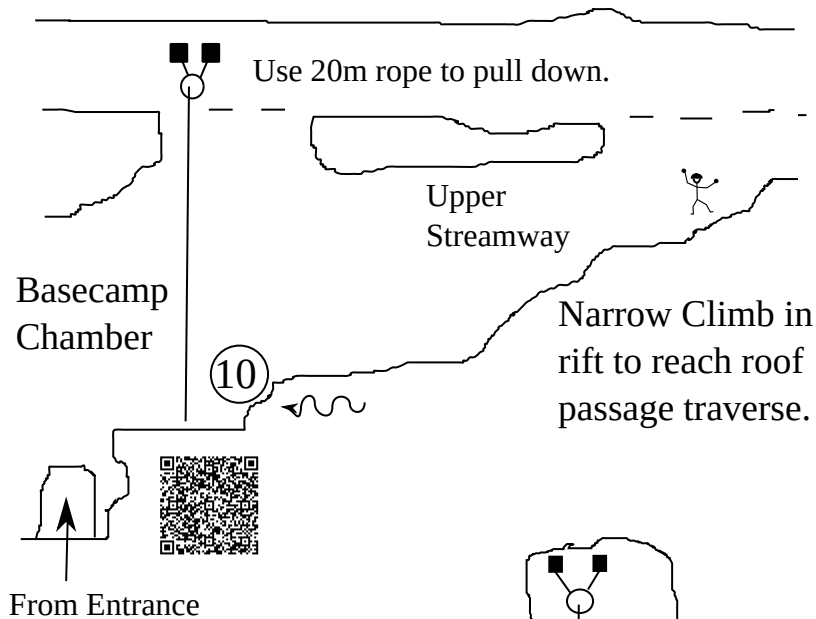 Use 20m rope to pull down.
Upper
Streamway
Basecamp
Chamber
Narrow Climb in
rift to reach roof
passage traverse.
10
From Entrance